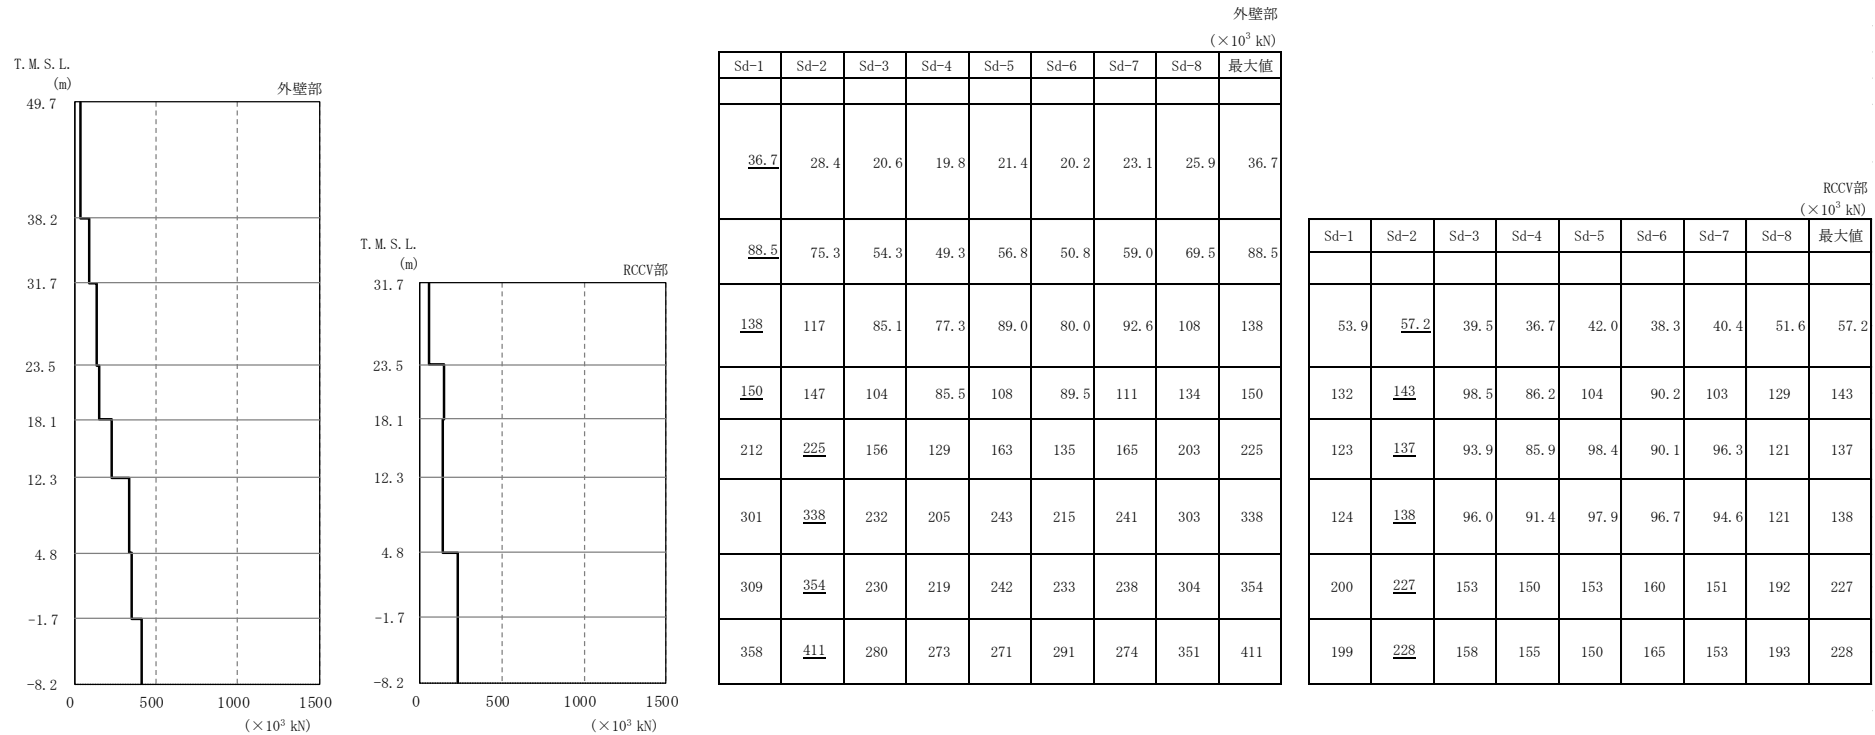 T.M.S.L.
(m)
外壁部
49.7
38.2
31.7
23.5
18.1
12.3
4.8
-1.7
-8.2
0 500 1000 1500
(×10³ kN)
T.M.S.L.
(m)
RCCV部
31.7
23.5
18.1
12.3
4.8
-1.7
-8.2
0 500 1000 1500
(×10³ kN)
外壁部
(×10³ kN)
Sd-1 Sd-2 Sd-3 Sd-4 Sd-5 Sd-6 Sd-7 Sd-8 最大値
36.7 28.4 20.6 19.8 21.4 20.2 23.1 25.9 36.7
88.5 75.3 54.3 49.3 56.8 50.8 59.0 69.5 88.5
138 117 85.1 77.3 89.0 80.0 92.6 108 138
150 147 104 85.5 108 89.5 111 134 150
212 225 156 129 163 135 165 203 225
301 338 232 205 243 215 241 303 338
309 354 230 219 242 233 238 304 354
358 411 280 273 271 291 274 351 411
RCCV部
(×10³ kN)
Sd-1 Sd-2 Sd-3 Sd-4 Sd-5 Sd-6 Sd-7 Sd-8 最大値
53.9 57.2 39.5 36.7 42.0 38.3 40.4 51.6 57.2
132 143 98.5 86.2 104 90.2 103 129 143
123 137 93.9 85.9 98.4 90.1 96.3 121 137
124 138 96.0 91.4 97.9 96.7 94.6 121 138
200 227 153 150 153 160 151 192 227
199 228 158 155 150 165 153 193 228